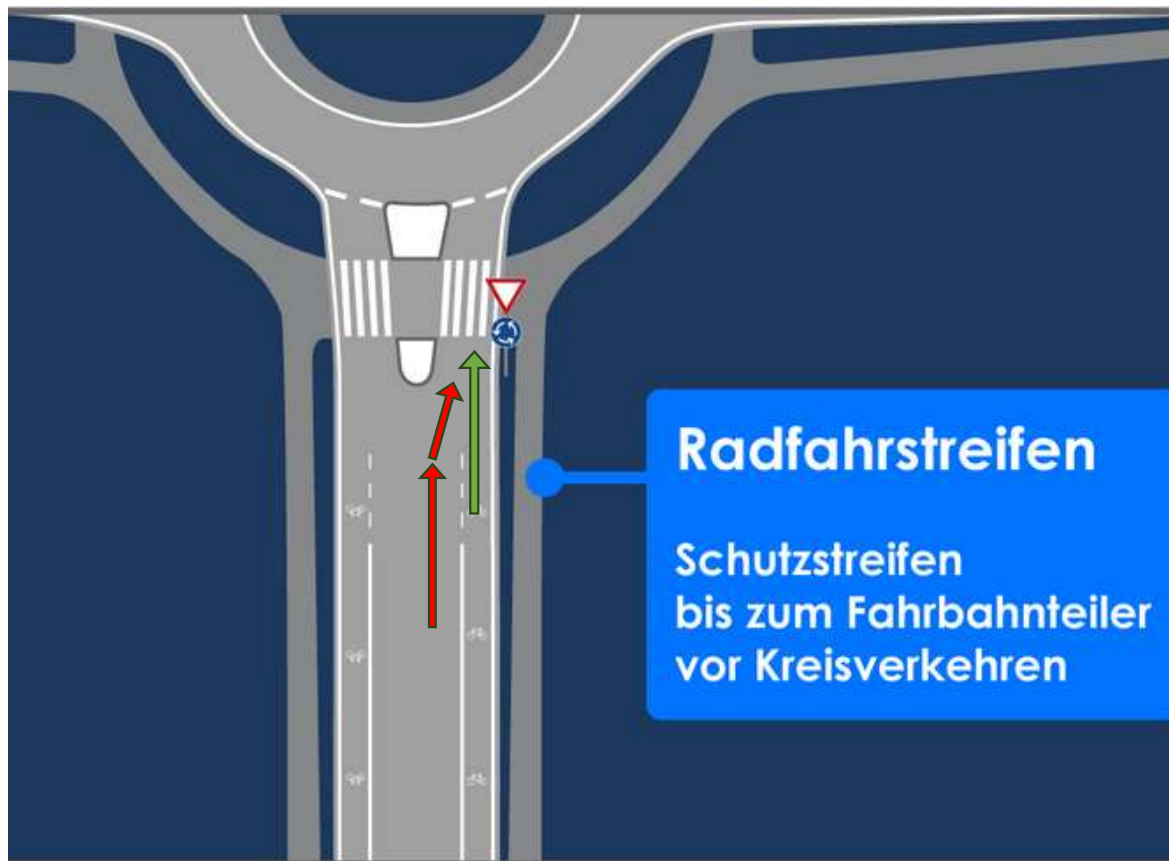 Radfahrstreifen
Schutzstreifen
bis zum Fahrbahnteiler
vor Kreisverkehren